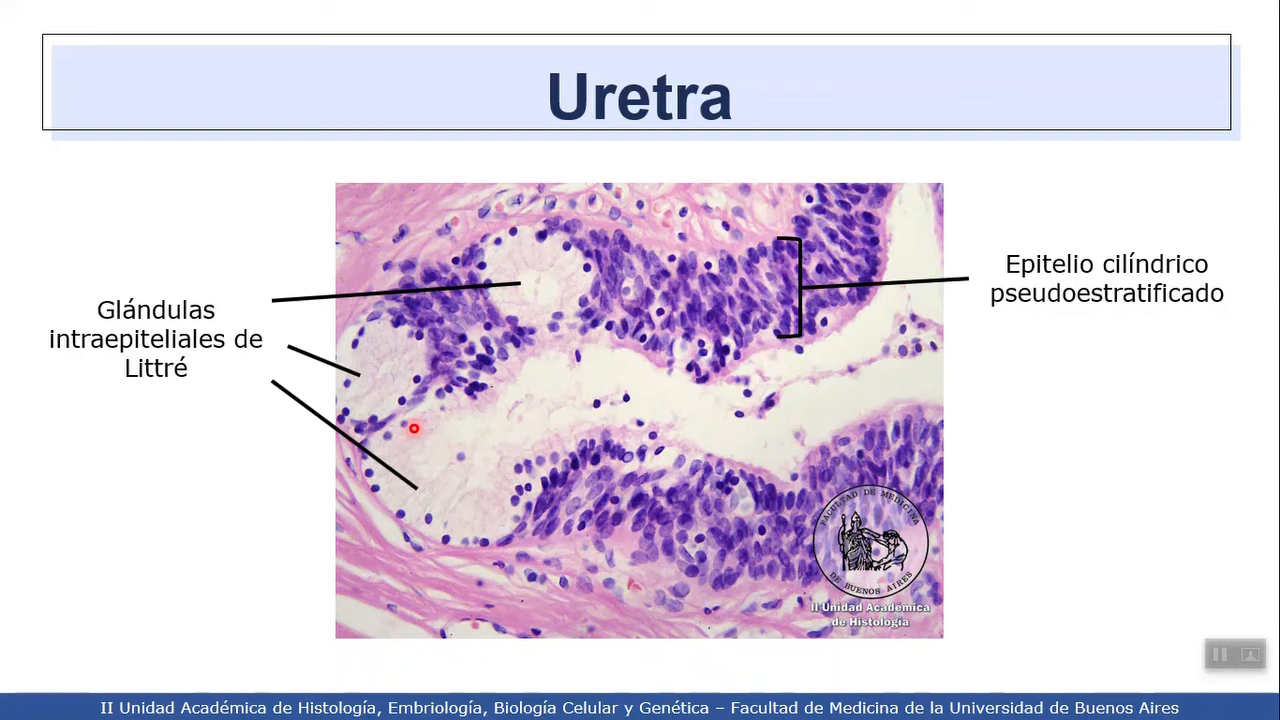 Uretra
Glándulas
intraepiteliales de
Littré
Epitelio cilíndrico
pseudoestratificado
FACULTAD DE MEDICINA
DE BUENOS AIRES
II Unidad Académica
de Histología
II Unidad Académica de Histología, Embriología, Biología Celular y Genética – Facultad de Medicina de la Universidad de Buenos Aires